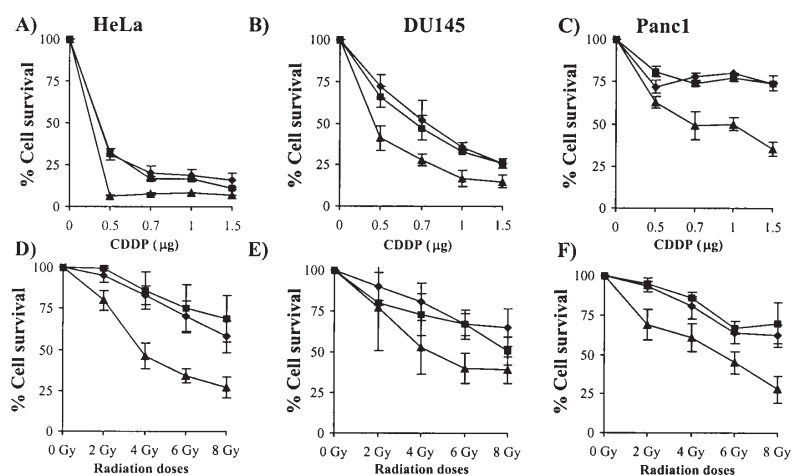 A) HeLa
% Cell survival
100
75
50
25
0
0 0.5 0.7 1 1.5
CDDP (μg)
B) DU145
% Cell survival
100
75
50
25
0
0 0.5 0.7 1 1.5
CDDP (μg)
C) Panc1
% Cell survival
100
75
50
25
0
0 0.5 0.7 1 1.5
CDDP (μg)
D)
% Cell survival
100
75
50
25
0
0 Gy 2 Gy 4 Gy 6 Gy 8 Gy
Radiation doses
E)
% Cell survival
100
75
50
25
0
0 Gy 2 Gy 4 Gy 6 Gy 8 Gy
Radiation doses
F)
% Cell survival
100
75
50
25
0
0 Gy 2 Gy 4 Gy 6 Gy 8 Gy
Radiation doses